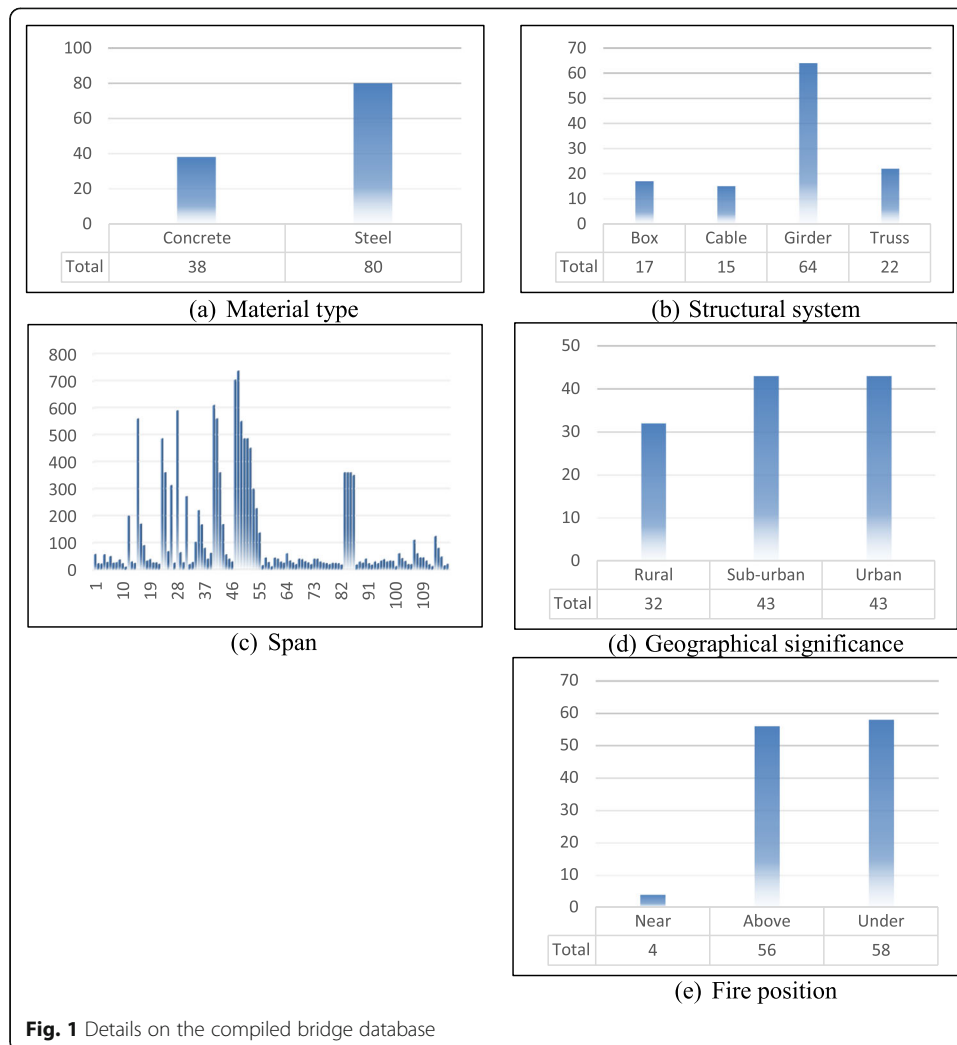 100
80
60
40
20
0
Concrete Steel
Total 38 80
(a) Material type
70
60
50
40
30
20
10
0
Box Cable Girder Truss
Total 17 15 64 22
(b) Structural system
800
700
600
500
400
300
200
100
0
1 10 19 28 37 46 55 64 73 82 91 100 109
(c) Span
50
40
30
20
10
0
Rural Sub-urban Urban
Total 32 43 43
(d) Geographical significance
70
60
50
40
30
20
10
0
Near Above Under
Total 4 56 58
(e) Fire position
Fig. 1 Details on the compiled bridge database